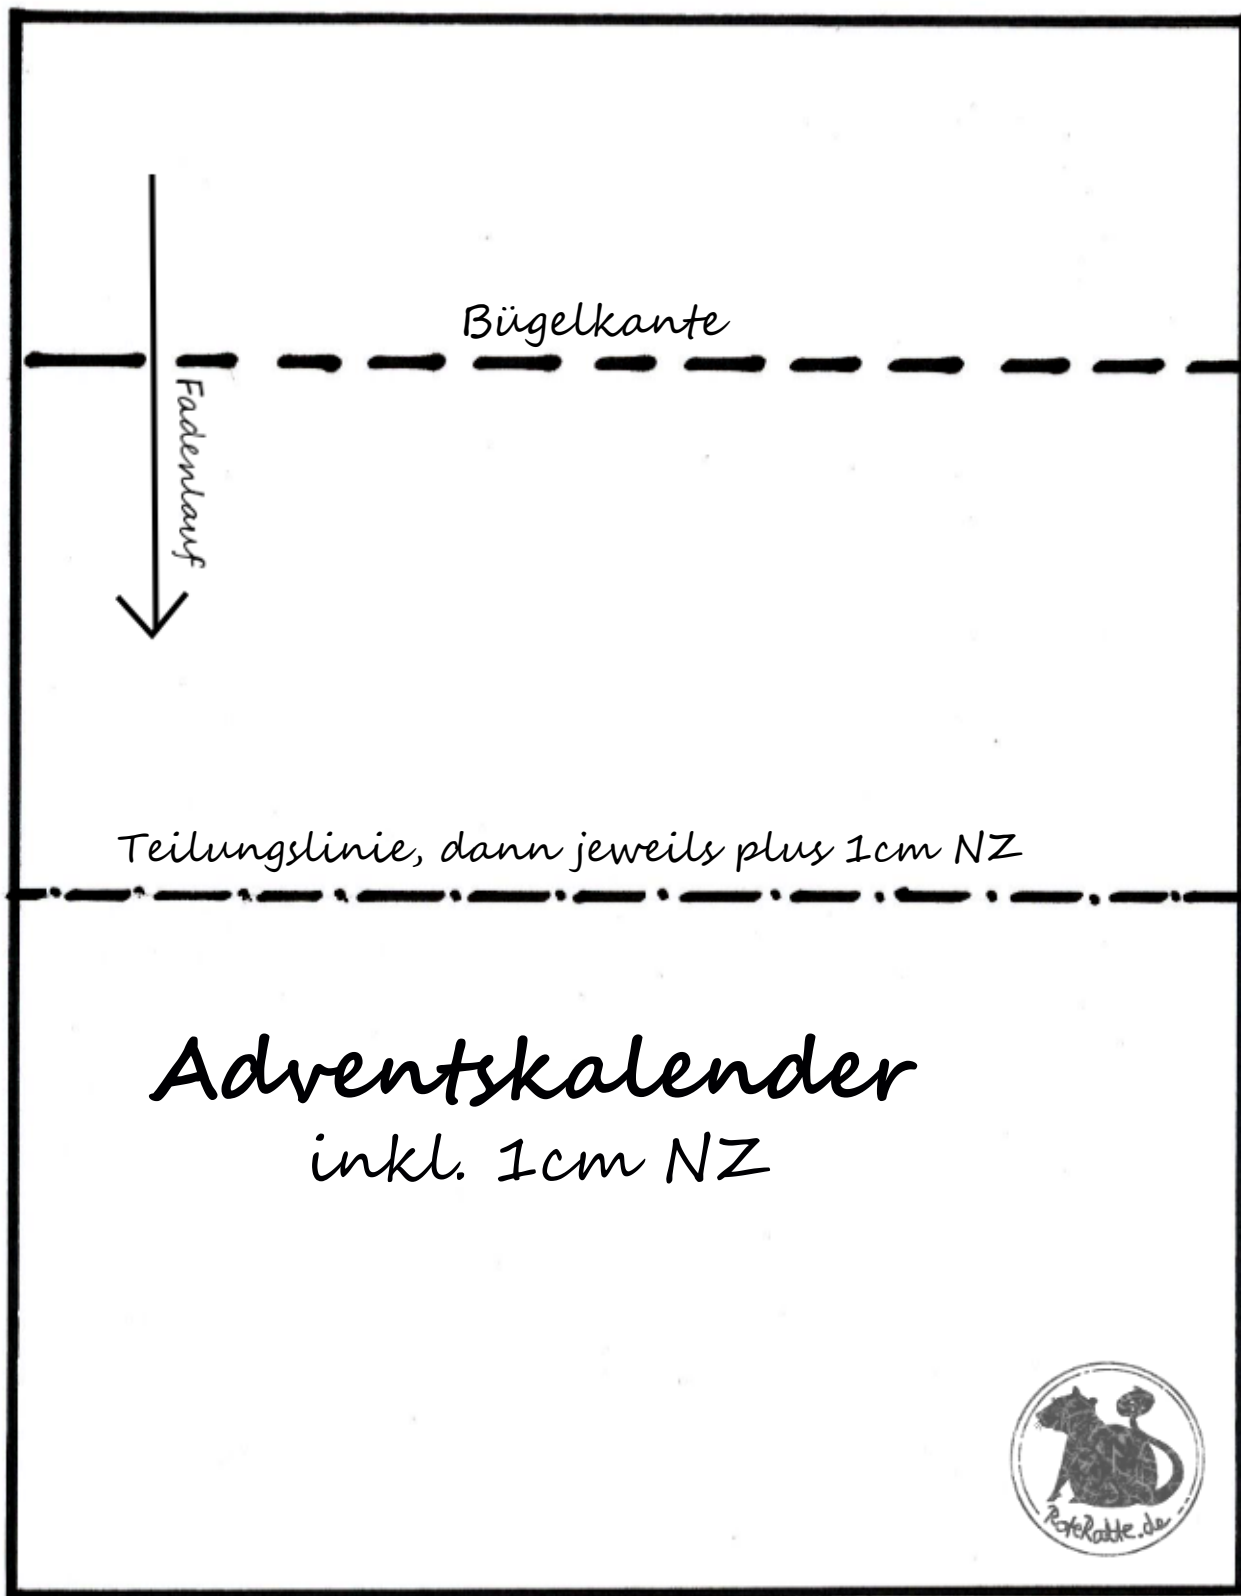 Bügelkante
Fadenlauf
Teilungslinie, dann jeweils plus 1cm NZ
Adventskalender
inkl. 1cm NZ
RoteRatte.de